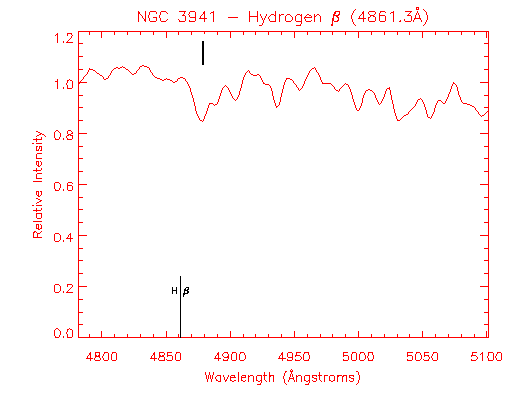 NGC 3941 – Hydrogen β (4861.3Å)
1.2
1.0
0.8
0.6
0.4
0.2
0.0
Relative Intensity
H β
4800 4850 4900 4950 5000 5050 5100
Wavelength (Ångstroms)